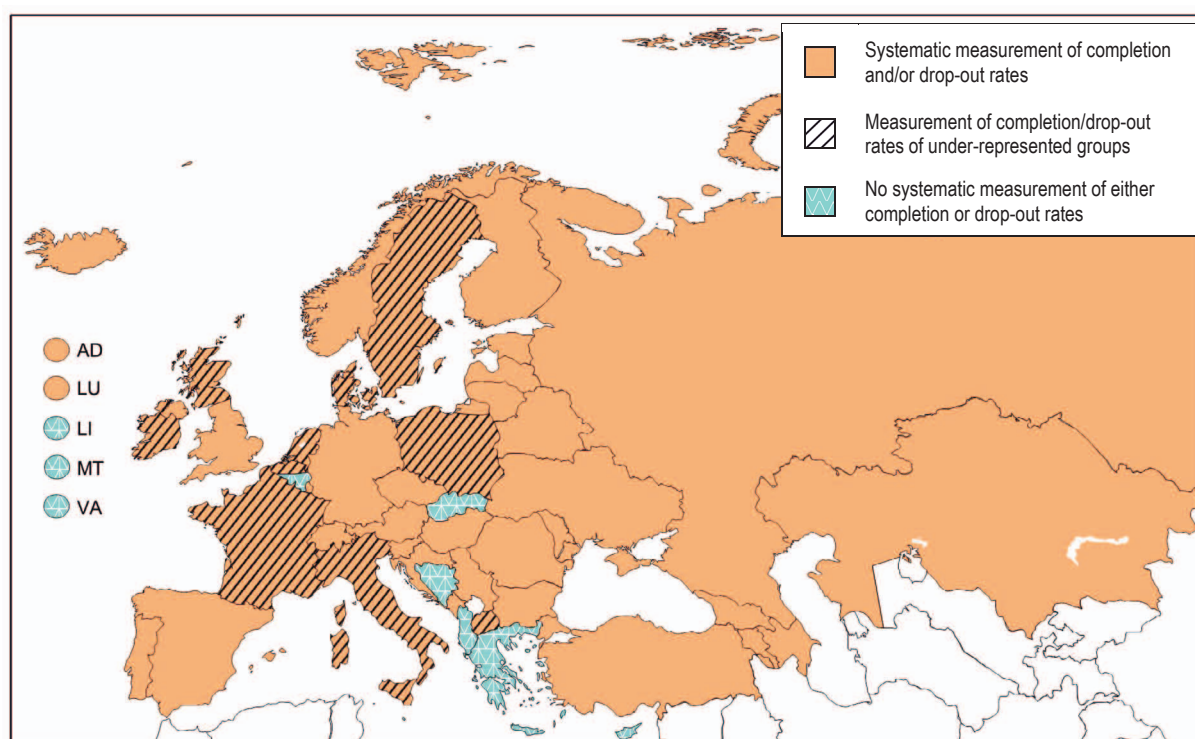 Systematic measurement of completion
and/or drop-out rates
Measurement of completion/drop-out
rates of under-represented groups
No systematic measurement of either
completion or drop-out rates
AD
LU
LI
MT
VA